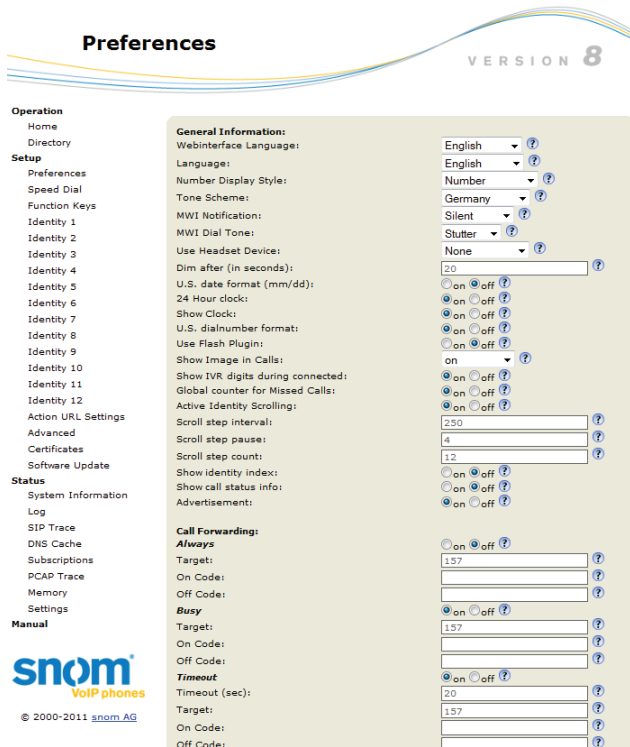 Preferences
VERSION 8
Operation
Home
Directory
Setup
Preferences
Speed Dial
Function Keys
Identity 1
Identity 2
Identity 3
Identity 4
Identity 5
Identity 6
Identity 7
Identity 8
Identity 9
Identity 10
Identity 11
Identity 12
Action URL Settings
Advanced
Certificates
Software Update
Status
System Information
Log
SIP Trace
DNS Cache
Subscriptions
PCAP Trace
Memory
Settings
Manual
snom
VoIP phones
© 2000-2011 snom AG
General Information:
Webinterface Language: English ?
Language: English ?
Number Display Style: Number ?
Tone Scheme: Germany ?
MWI Notification: Silent ?
MWI Dial Tone: Stutter ?
Use Headset Device: None ?
Dim after (in seconds): 20 ?
U.S. date format (mm/dd): on off ?
24 Hour clock: on off ?
Show Clock: on off ?
U.S. dialnumber format: on off ?
Use Flash Plugin: on off ?
Show Image in Calls: on ?
Show IVR digits during connected: on off ?
Global counter for Missed Calls: on off ?
Active Identity Scrolling: on off ?
Scroll step interval: 250 ?
Scroll step pause: 4 ?
Scroll step count: 12 ?
Show identity index: on off ?
Show call status info: on off ?
Advertisement: on off ?
Call Forwarding:
Always on off ?
Target: 157 ?
On Code: ?
Off Code: ?
Busy on off ?
Target: 157 ?
On Code: ?
Off Code: ?
Timeout on off ?
Timeout (sec): 20 ?
Target: 157 ?
On Code: ?
Off Code: ?